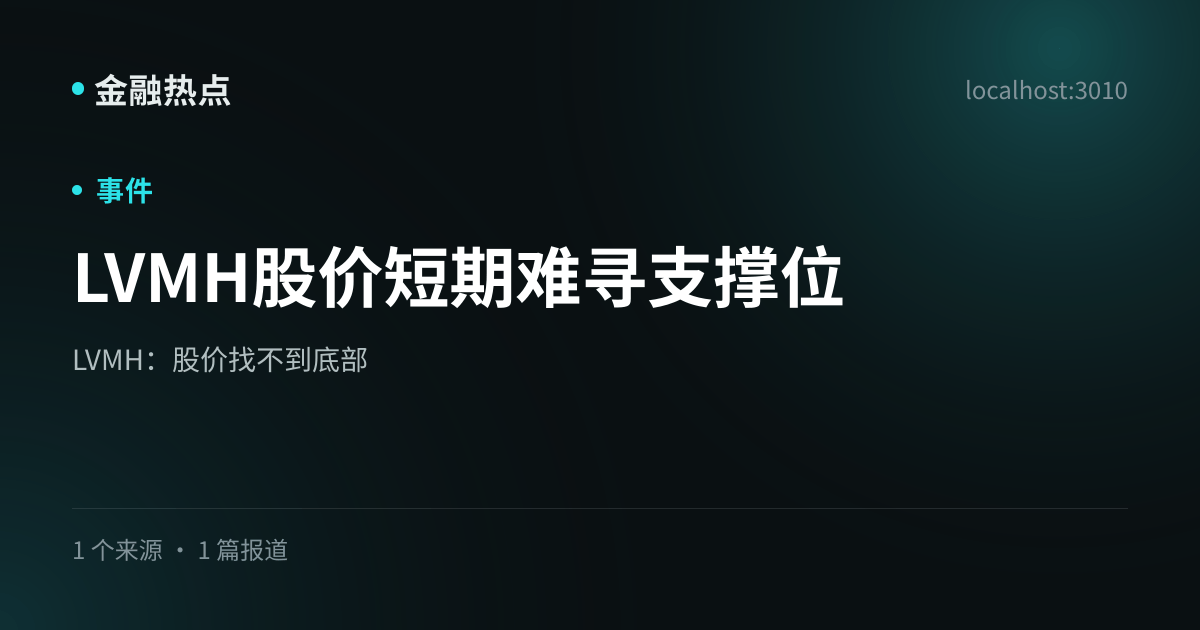 金融热点
localhost:3010
事件
LVMH股价短期难寻支撑位
LVMH：股价找不到底部
1 个来源 · 1 篇报道